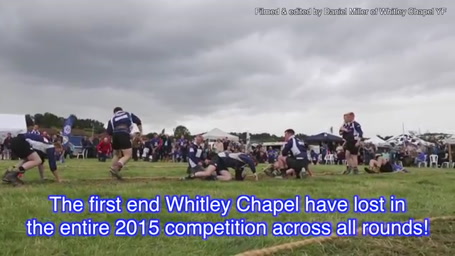 Filmed & edited by Daniel Miller of Whitley Chapel YF
The first end Whitley Chapel have lost in
the entire 2015 competition across all rounds!